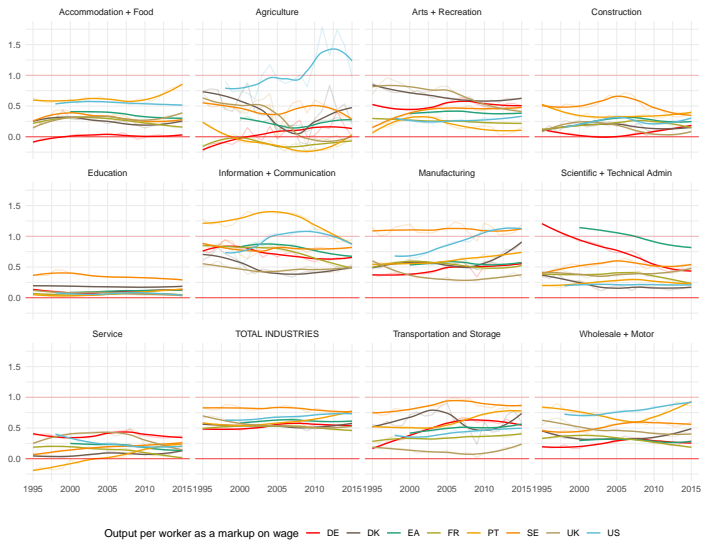 Accommodation + Food Agriculture Arts + Recreation Construction
1.5
1.0
0.5
0.0
Education Information + Communication Manufacturing Scientific + Technical Admin
1.5
1.0
0.5
0.0
Service TOTAL INDUSTRIES Transportation and Storage Wholesale + Motor
1.5
1.0
0.5
0.0
1995 2000 2005 2010 2015 1995 2000 2005 2010 2015 1995 2000 2005 2010 2015 1995 2000 2005 2010 2015
Output per worker as a markup on wage DE DK EA FR PT SE UK US